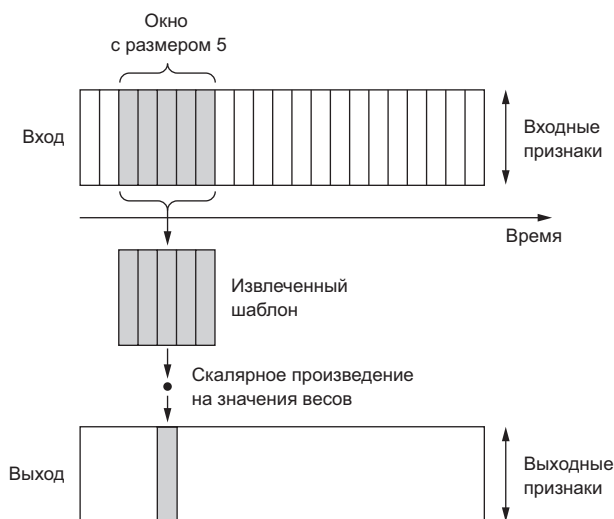 Окно
с размером 5
Вход
Входные
признаки
Время
Извлеченный
шаблон
Скалярное произведение
на значения весов
Выход
Выходные
признаки